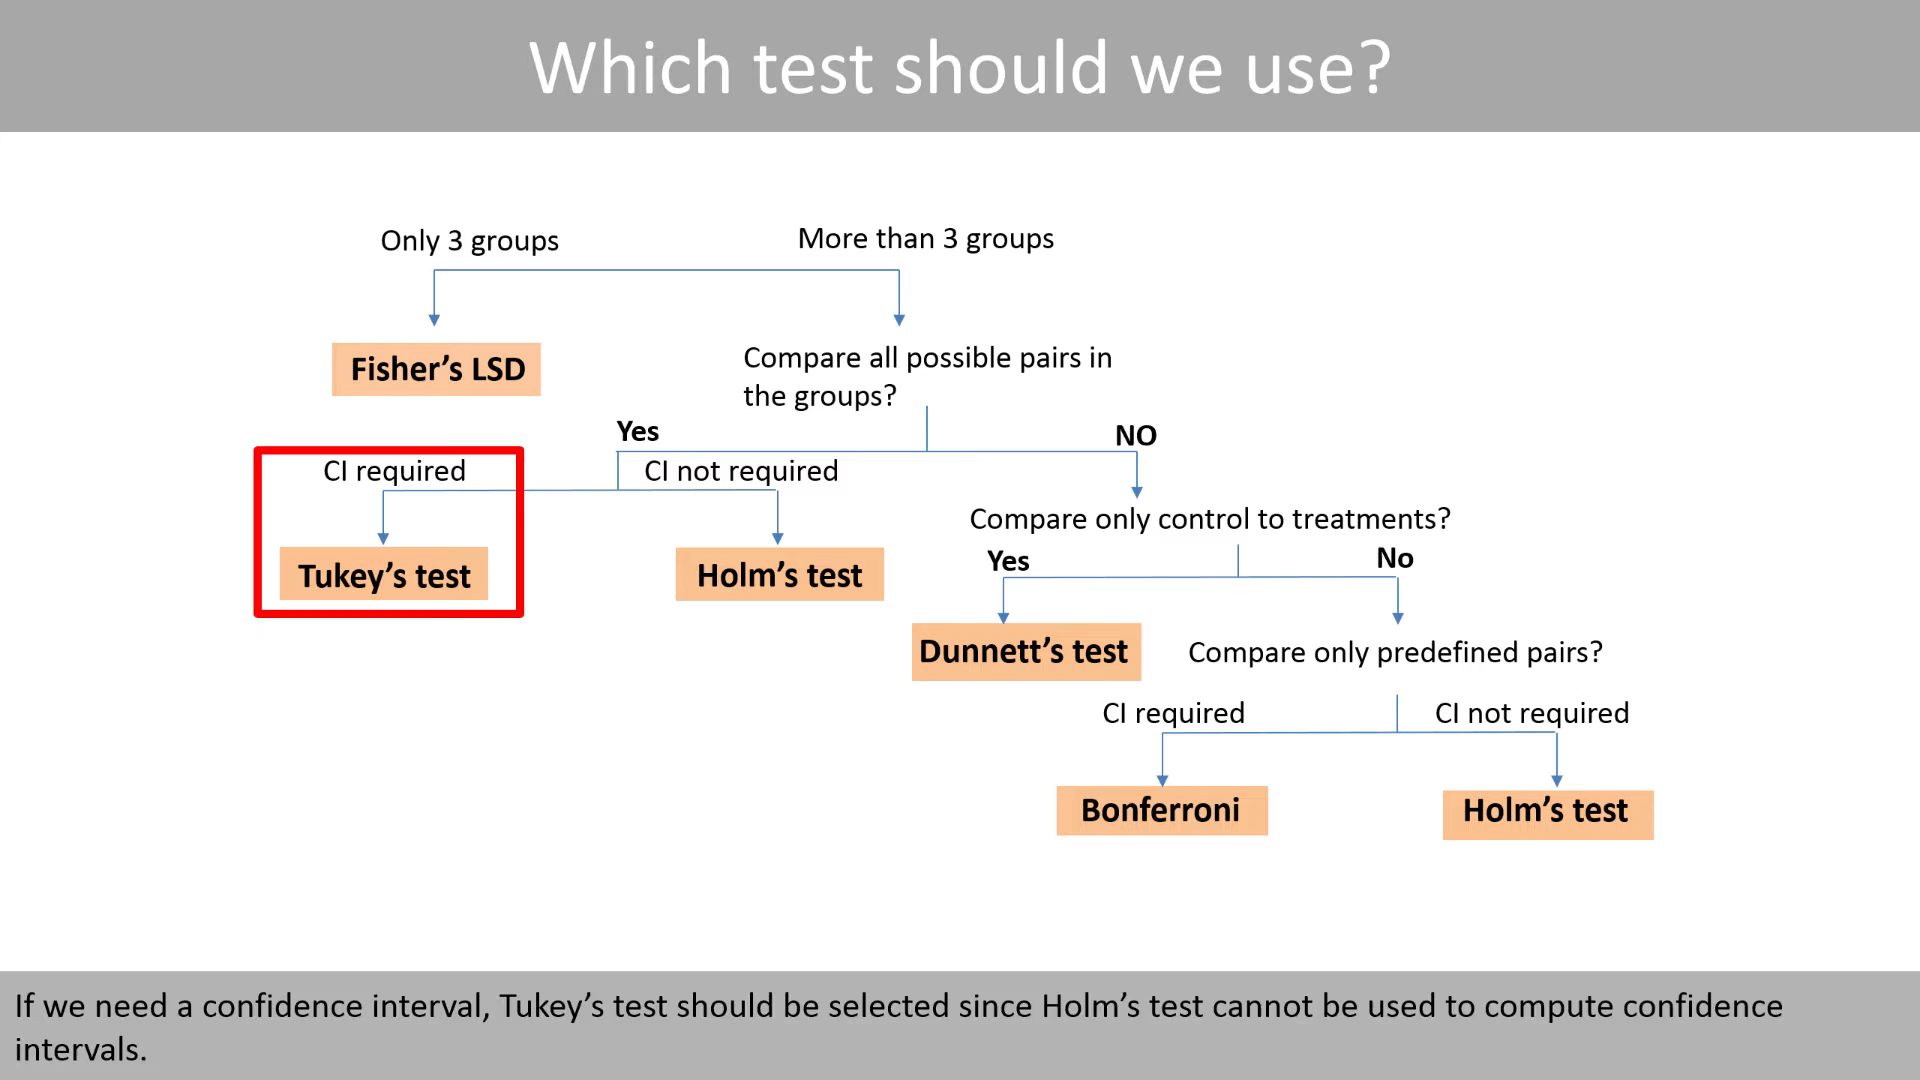 Which test should we use?
Only 3 groups
More than 3 groups
Fisher’s LSD
Compare all possible pairs in
the groups?
Yes
NO
CI required
CI not required
Tukey’s test
Holm’s test
Compare only control to treatments?
Yes
No
Dunnett’s test
Compare only predefined pairs?
CI required
CI not required
Bonferroni
Holm’s test
If we need a confidence interval, Tukey’s test should be selected since Holm’s test cannot be used to compute confidence
intervals.